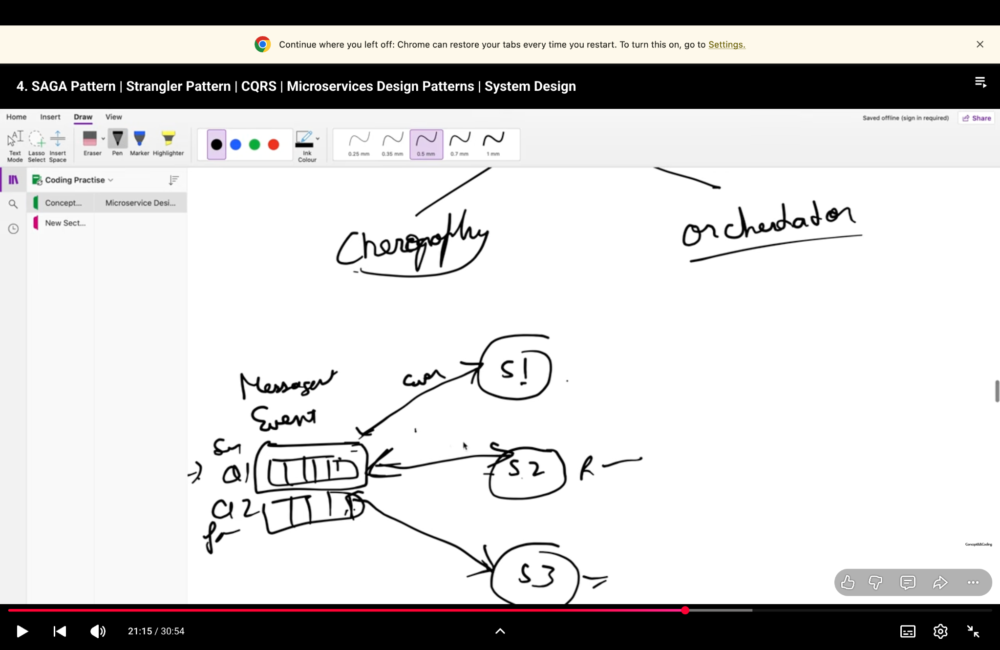 Continue where you left off: Chrome can restore your tabs every time you restart. To turn this on, go to Settings.
4. SAGA Pattern | Strangler Pattern | CQRS | Microservices Design Patterns | System Design
Home Insert Draw View
Saved offline (sign in required) Share
Text Mode
Lasso Select
Insert Space
Eraser Pen Marker Highlighter
Ink Colour
0.25 mm 0.35 mm 0.5 mm 0.7 mm 1 mm
Coding Practise
Concept... Microservice Desi...
New Sect...
Event
S1
Q1
S2 R
Q2
S3
Concept&&Coding
21:15 / 30:54